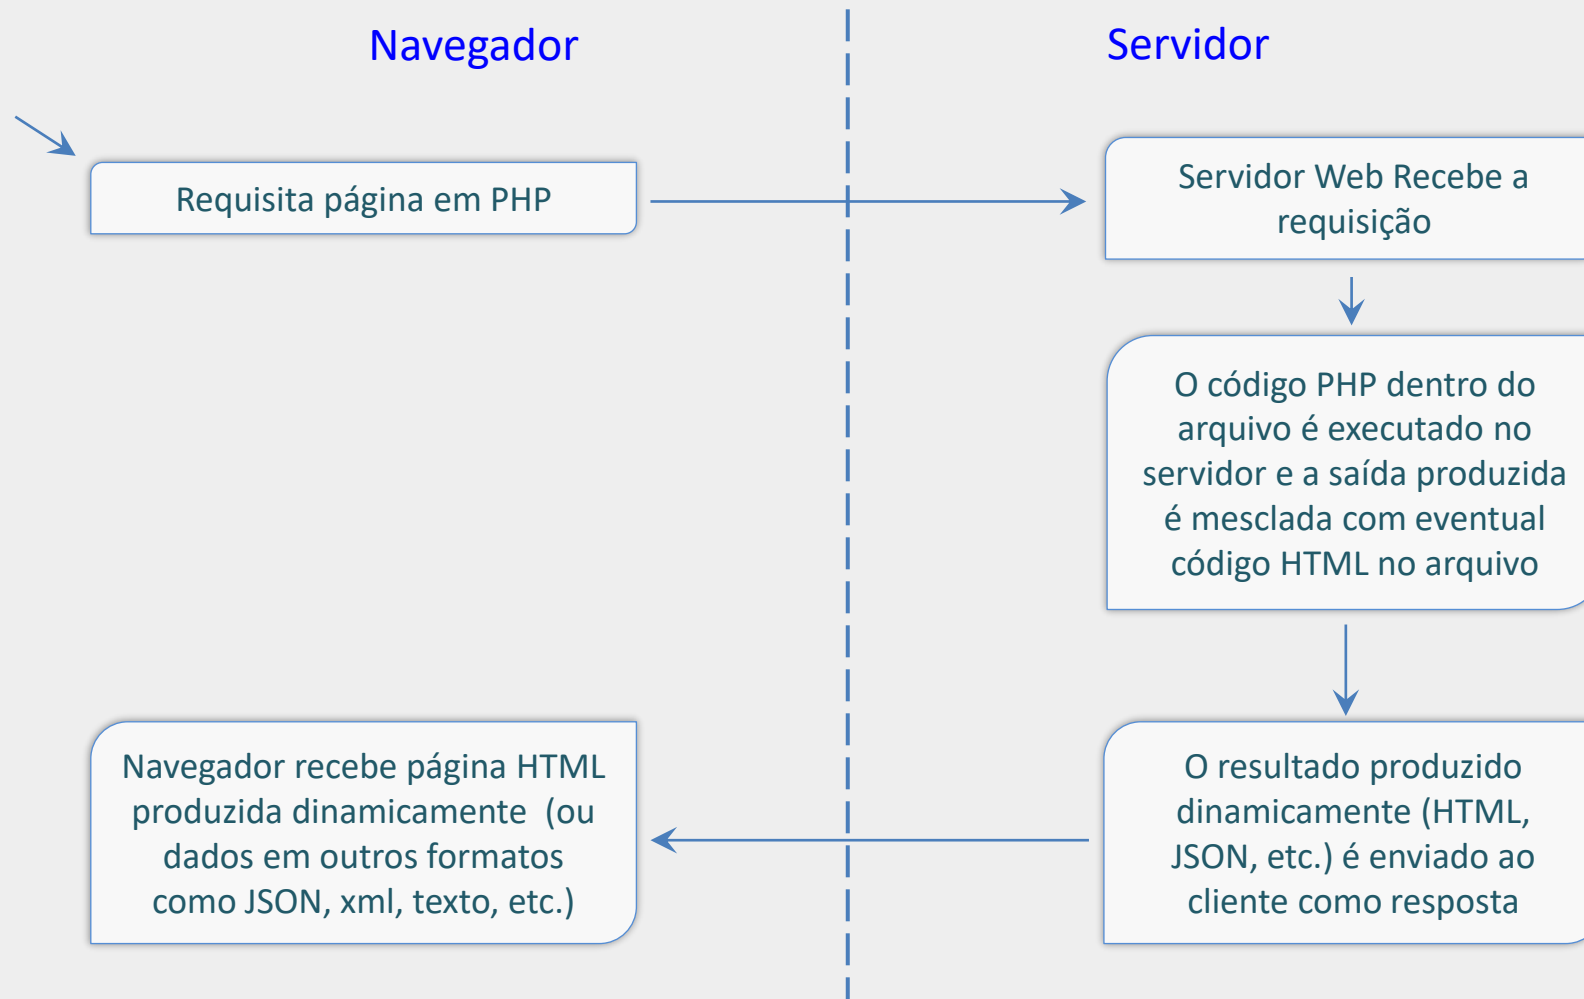 Navegador
Servidor
Requisita página em PHP
Servidor Web Recebe a
requisição
O código PHP dentro do
arquivo é executado no
servidor e a saída produzida
é mesclada com eventual
código HTML no arquivo
O resultado produzido
dinamicamente (HTML,
JSON, etc.) é enviado ao
cliente como resposta
Navegador recebe página HTML
produzida dinamicamente (ou
dados em outros formatos
como JSON, xml, texto, etc.)